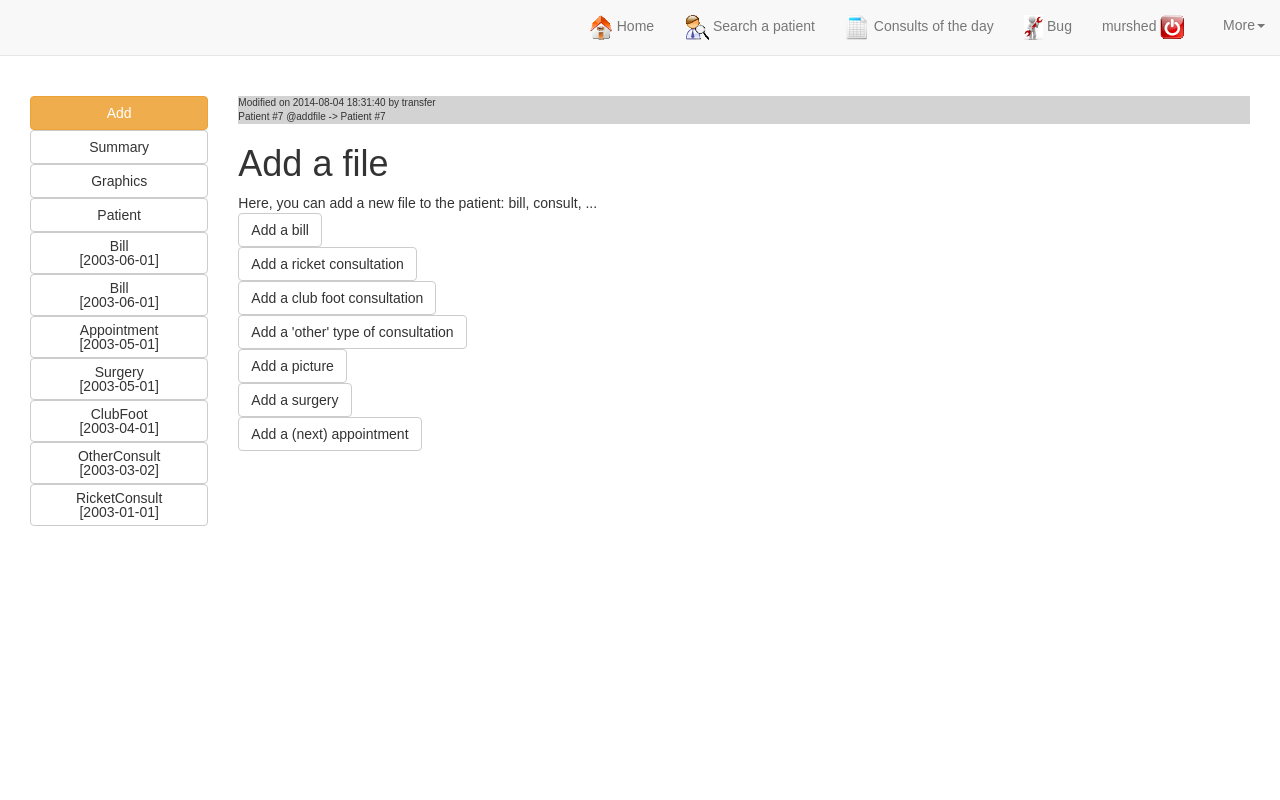 Home
Search a patient
Consults of the day
Bug
murshed
More
Add
Summary
Graphics
Patient
Bill
[2003-06-01]
Bill
[2003-06-01]
Appointment
[2003-05-01]
Surgery
[2003-05-01]
ClubFoot
[2003-04-01]
OtherConsult
[2003-03-02]
RicketConsult
[2003-01-01]
Modified on 2014-08-04 18:31:40 by transfer
Patient #7 @addfile -> Patient #7
Add a file
Here, you can add a new file to the patient: bill, consult, ...
Add a bill
Add a ricket consultation
Add a club foot consultation
Add a 'other' type of consultation
Add a picture
Add a surgery
Add a (next) appointment